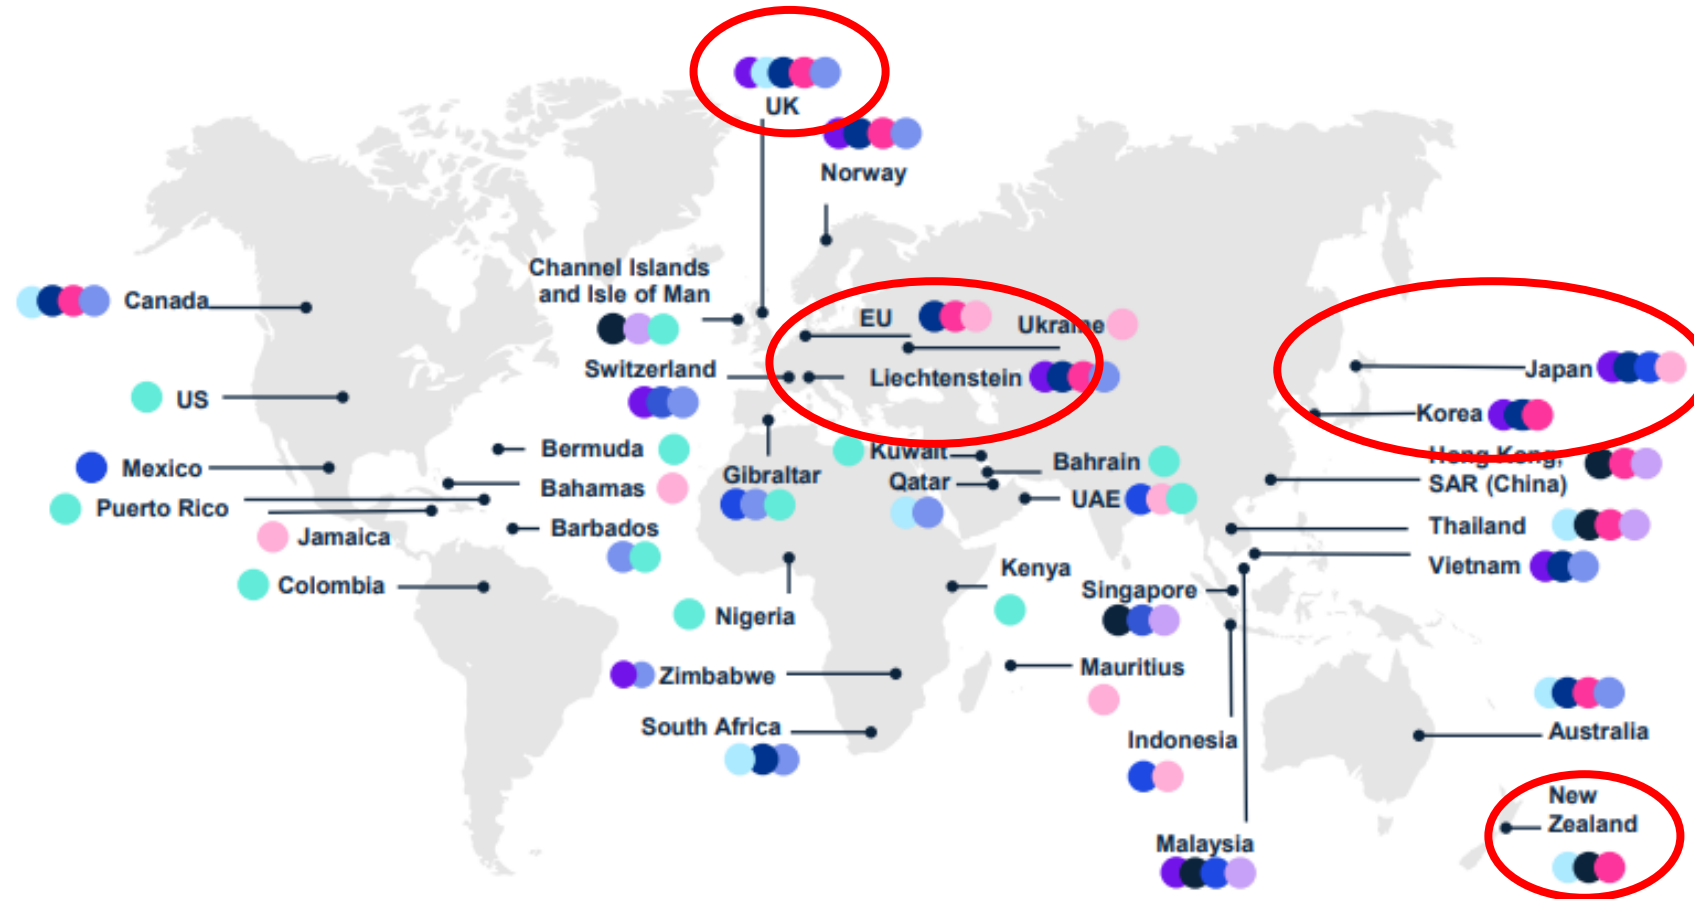 UK
Norway
Channel Islands
and Isle of Man
Canada
EU
Ukraine
Switzerland
Liechtenstein
Japan
US
Korea
Bermuda
Kuwait
Bahrain
Hong Kong,
SAR (China)
Mexico
Gibraltar
Qatar
Bahamas
UAE
Puerto Rico
Barbados
Thailand
Jamaica
Vietnam
Kenya
Colombia
Singapore
Nigeria
Mauritius
Zimbabwe
South Africa
Indonesia
Australia
New
Zealand
Malaysia